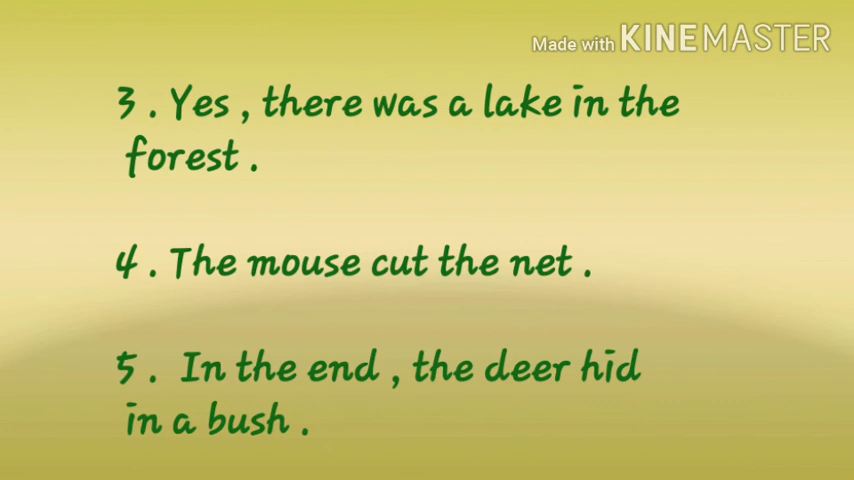 Made with KINEMASTER
3 . Yes , there was a lake in the
forest .
4 . The mouse cut the net .
5 . In the end , the deer hid
in a bush .